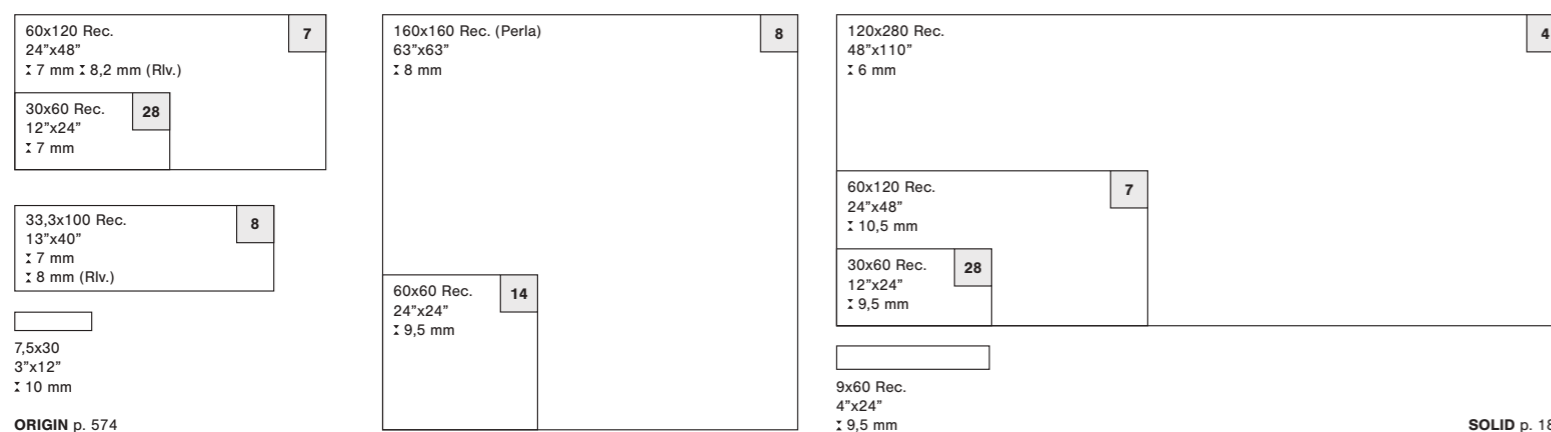 60x120 Rec.
7
24”x48”
7 mm 8,2 mm (Rlv.)
30x60 Rec.
28
12”x24”
7 mm
33,3x100 Rec.
8
13”x40”
7 mm
8 mm (Rlv.)
7,5x30
3”x12”
10 mm
ORIGIN p. 574
160x160 Rec. (Perla)
8
63”x63”
8 mm
60x60 Rec.
14
24”x24”
9,5 mm
120x280 Rec.
4
48”x110”
6 mm
60x120 Rec.
7
24”x48”
10,5 mm
30x60 Rec.
28
12”x24”
9,5 mm
9x60 Rec.
4”x24”
9,5 mm
SOLID p.